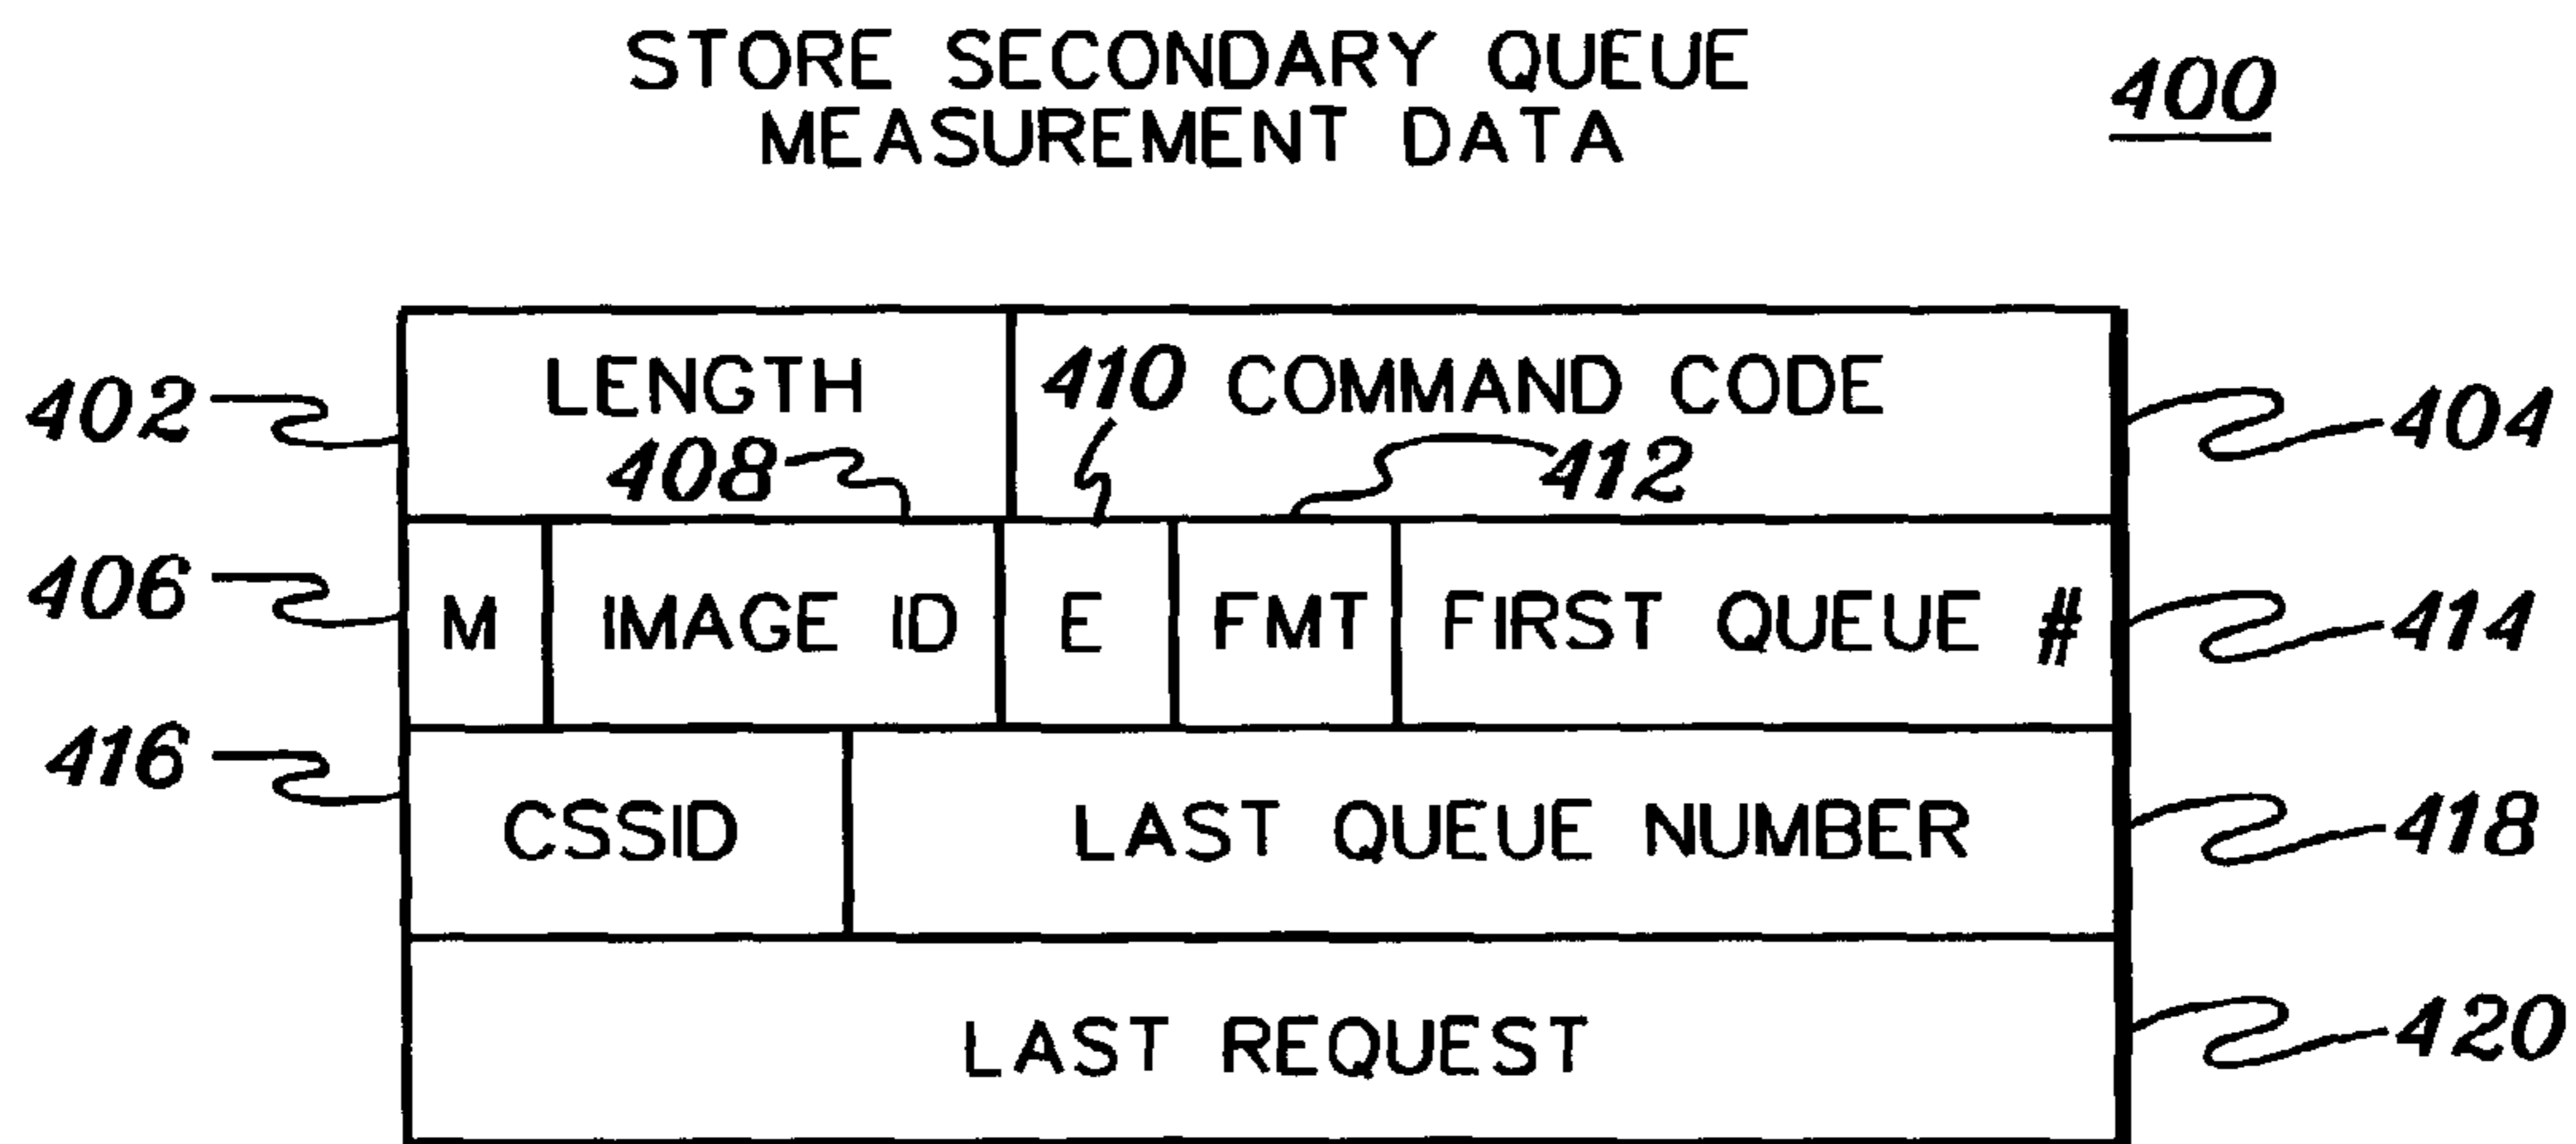 STORE SECONDARY QUEUE
MEASUREMENT DATA
400
402 LENGTH 410 COMMAND CODE 404
408 412
406 M IMAGE ID E FMT FIRST QUEUE # 414
416 CSSID LAST QUEUE NUMBER 418
LAST REQUEST 420